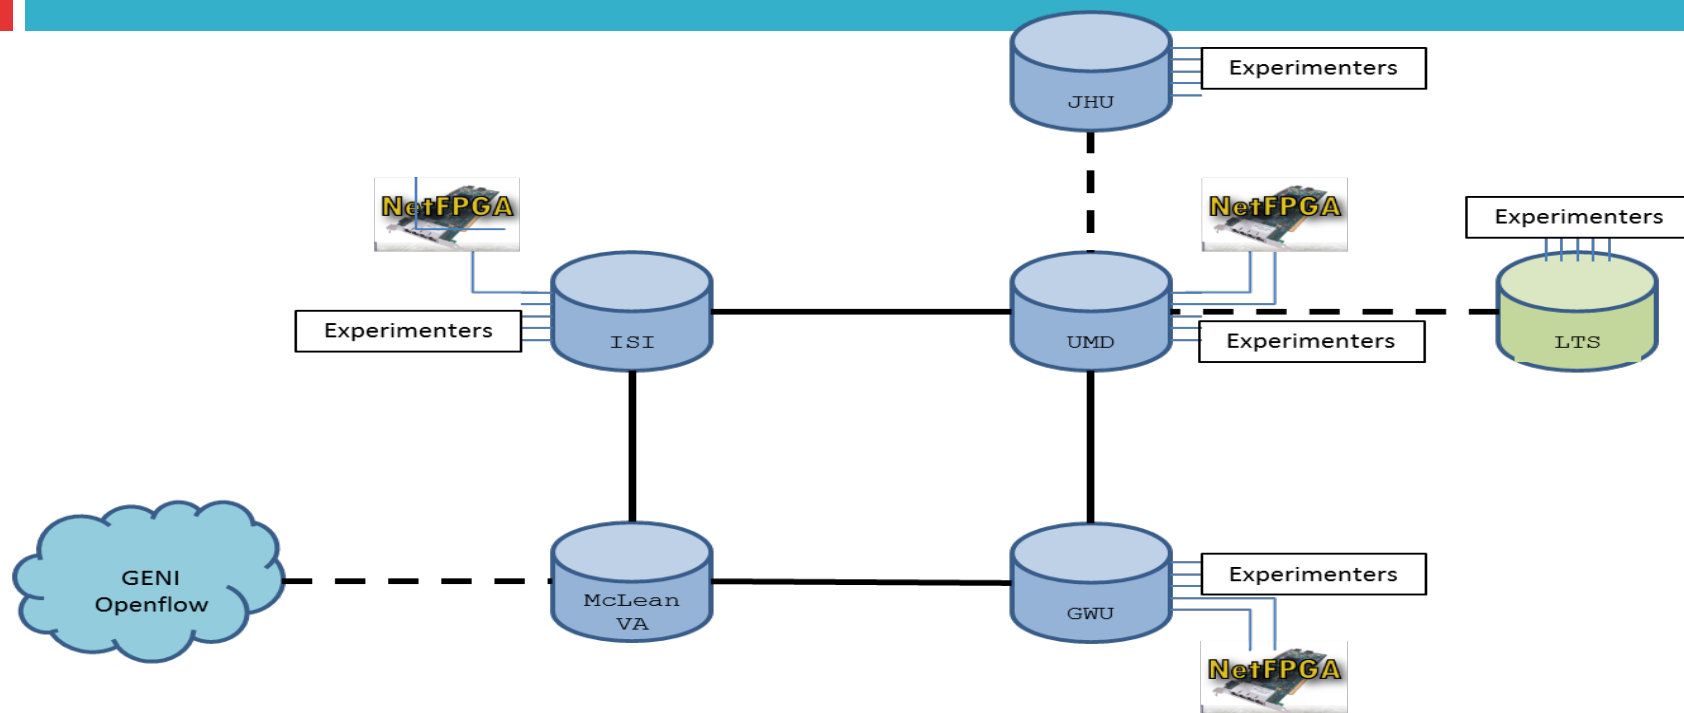 JHU
Experimenters
NetFPGA
NetFPGA
Experimenters
ISI
Experimenters
UMD
Experimenters
LTS
GENI
Openflow
McLean
VA
GWU
Experimenters
NetFPGA